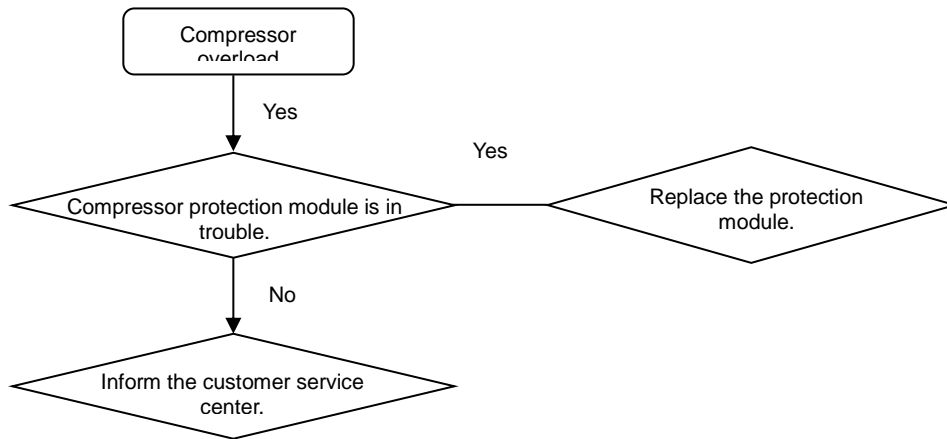 Compressor
overload
Yes
Yes
Compressor protection module is in
trouble.
Replace the protection
module.
No
Inform the customer service
center.